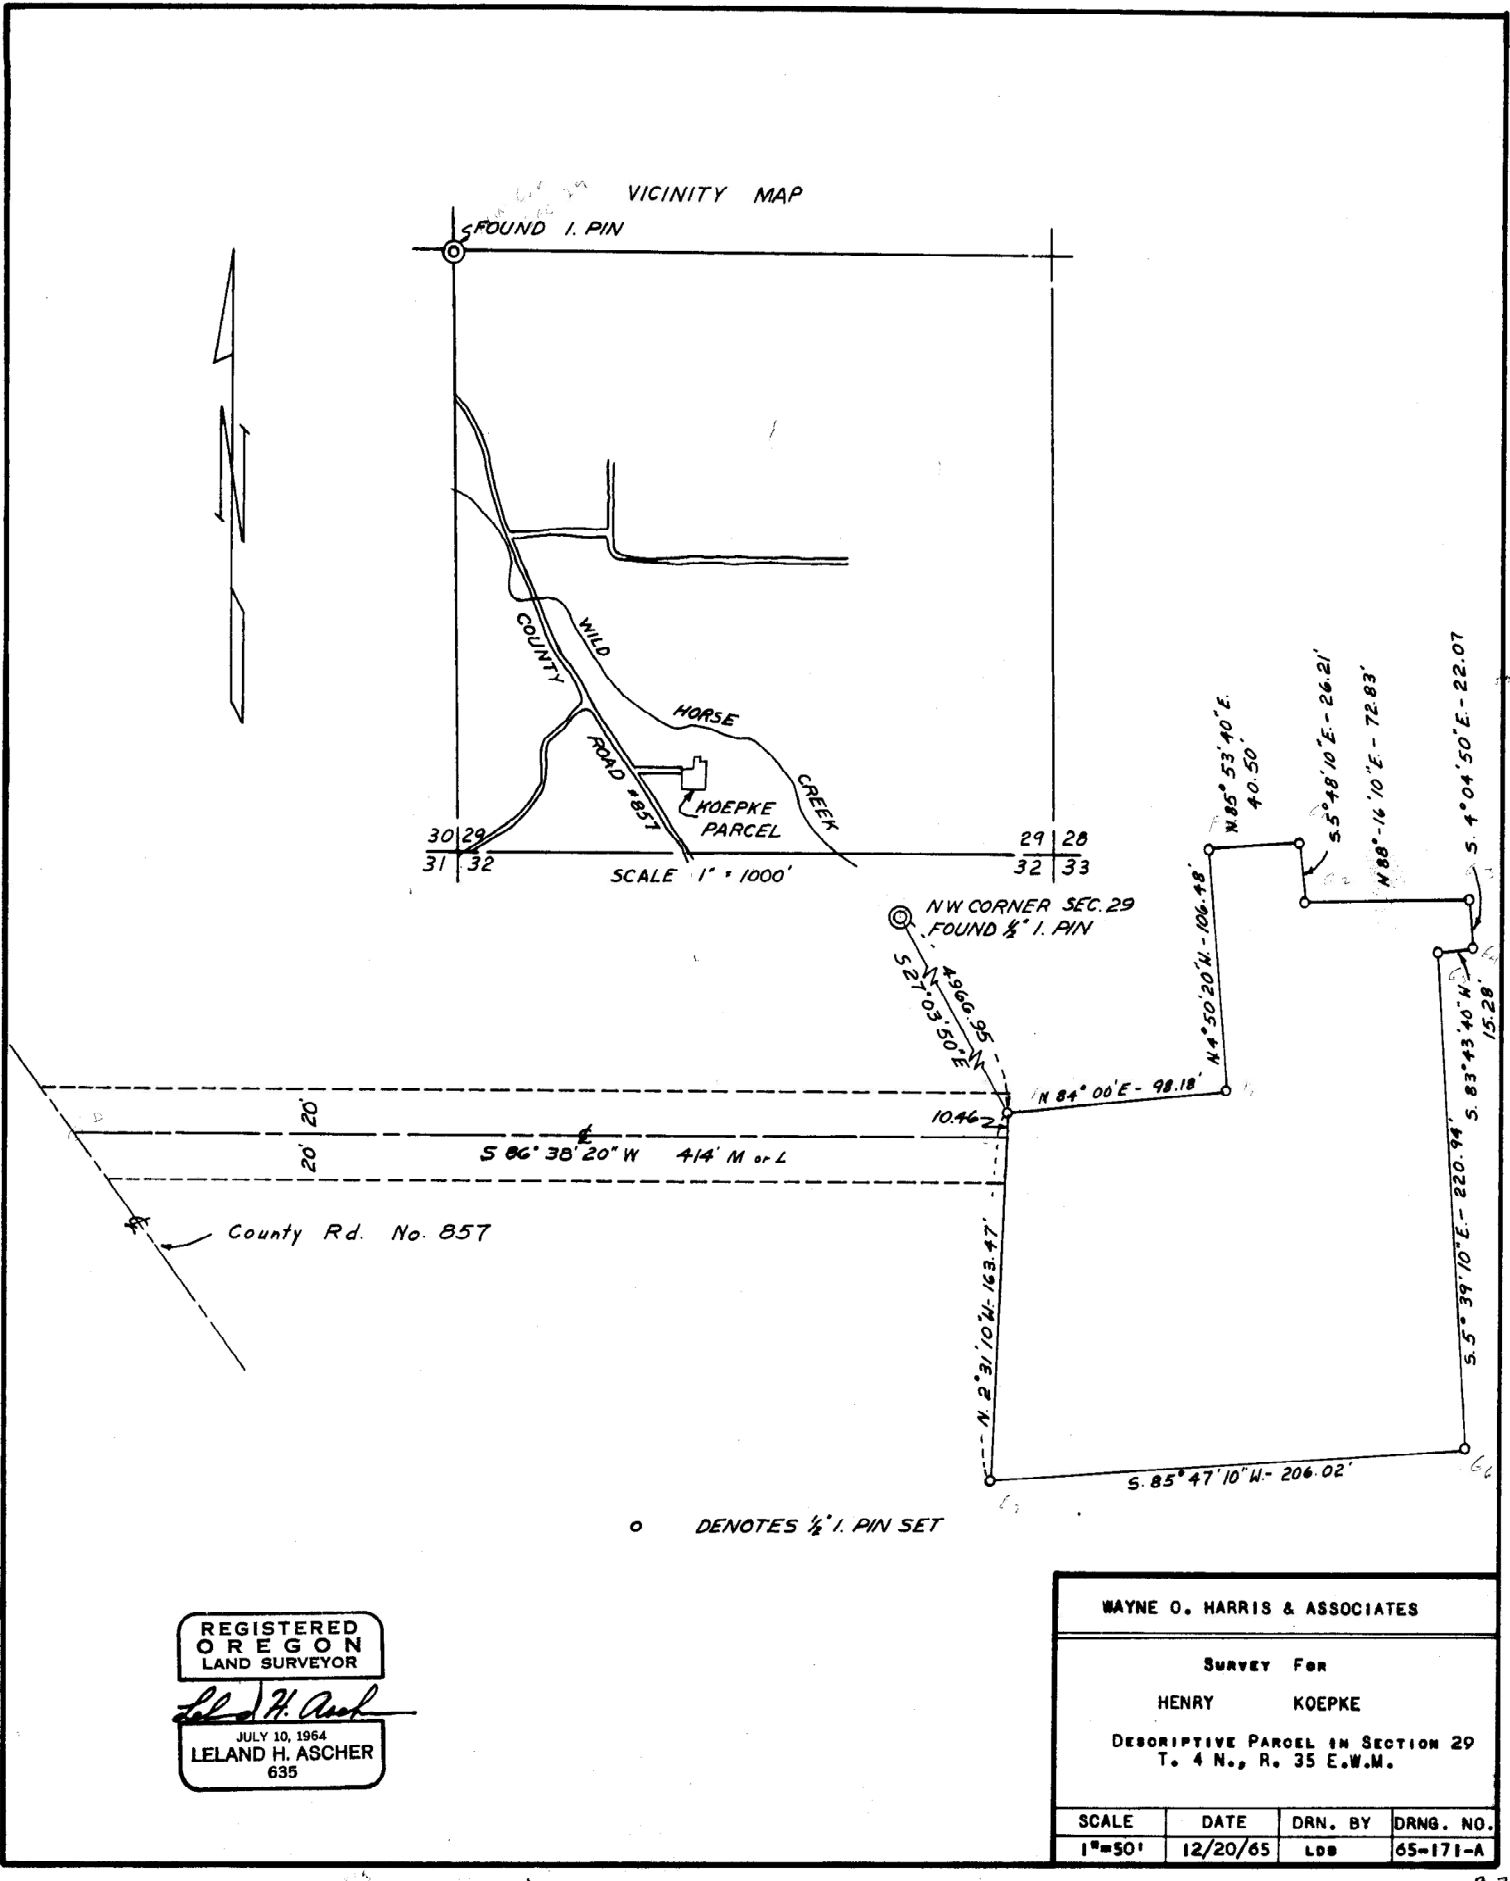 VICINITY MAP
FOUND I. PIN
N
WILD
COUNTY
HORSE
ROAD #857
CREEK
KOEPKE
PARCEL
30 29
31 32
29 28
32 33
SCALE 1" = 1000'
NW CORNER SEC. 29
FOUND ½" I. PIN
4966.95
S 27° 03' 50" E
N. 85° 53' 40" E.
40.50'
S. 5° 48' 10" E. - 26.21'
N 88° - 16' 10" E. - 72.83'
S. 4° 04' 50" E. - 22.07
N 4° 50' 20" W. - 106.48'
S. 83° 43' 40" W.
15.28'
N 84° 00' E - 98.18'
10.46
20'
20'
S 86° 38' 20" W 414' M or L
County Rd. No. 857
N. 2° 31' 10" W. - 163.47'
S. 5° 39' 10" E. - 220.94'
S. 85° 47' 10" W. - 206.02'
o DENOTES ½" I. PIN SET
REGISTERED
OREGON
LAND SURVEYOR
JULY 10, 1964
LELAND H. ASCHER
635
WAYNE O. HARRIS & ASSOCIATES
SURVEY FOR
HENRY KOEPKE
DESCRIPTIVE PARCEL IN SECTION 29
T. 4 N., R. 35 E.W.M.
SCALE DATE DRN. BY DRNG. NO.
1"=50' 12/20/65 LDB 65-171-A